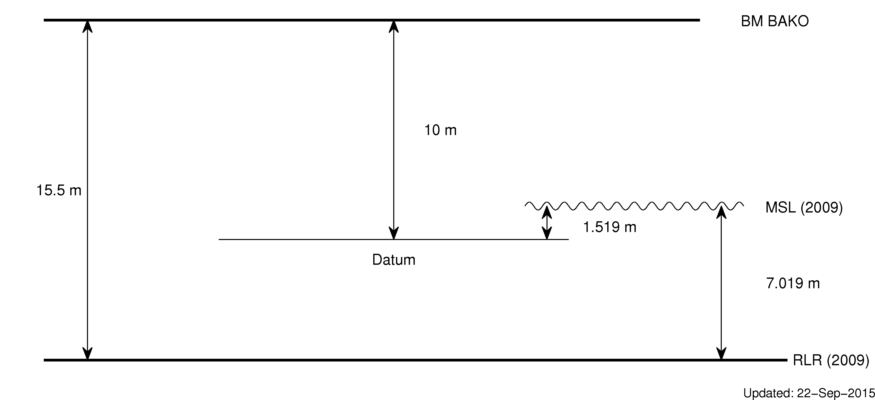 BM BAKO
10 m
15.5 m
MSL (2009)
1.519 m
Datum
7.019 m
RLR (2009)
Updated: 22−Sep−2015